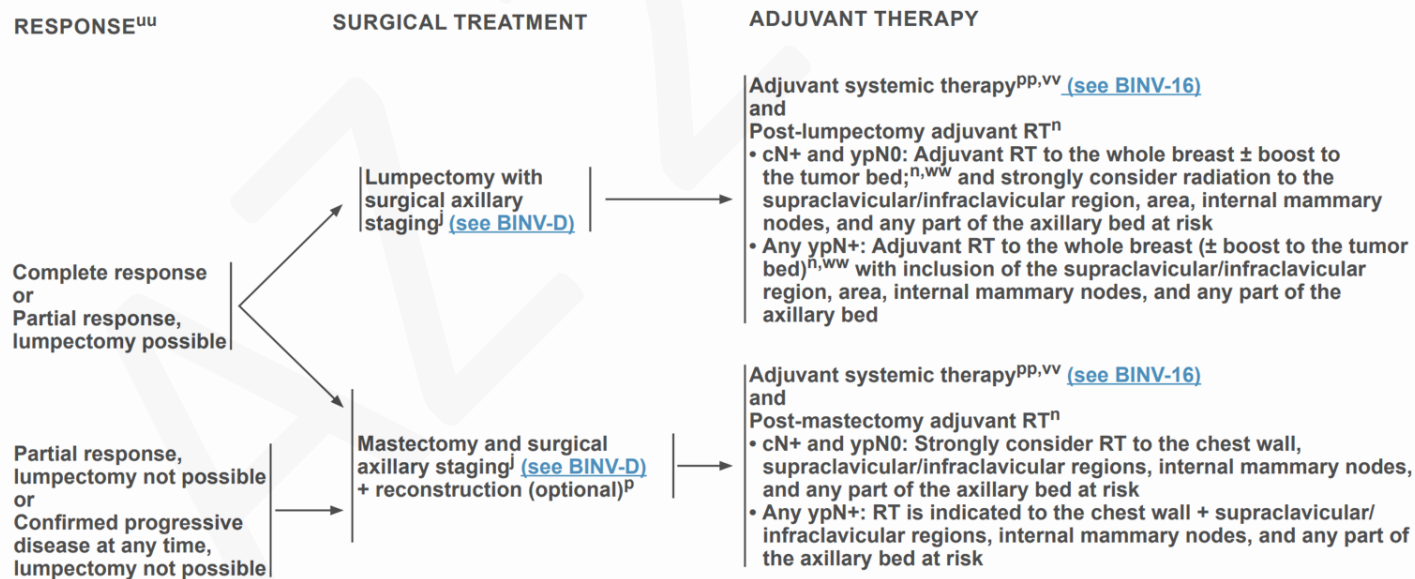 RESPONSEuu
SURGICAL TREATMENT
ADJUVANT THERAPY
Complete response
or
Partial response,
lumpectomy possible
Partial response,
lumpectomy not possible
or
Confirmed progressive
disease at any time,
lumpectomy not possible
Lumpectomy with
surgical axillary
stagingj (see BINV-D)
Mastectomy and surgical
axillary stagingj (see BINV-D)
+ reconstruction (optional)p
Adjuvant systemic therapypp,vv (see BINV-16)
and
Post-lumpectomy adjuvant RTn
• cN+ and ypN0: Adjuvant RT to the whole breast ± boost to
the tumor bed;n,ww and strongly consider radiation to the
supraclavicular/infraclavicular region, area, internal mammary
nodes, and any part of the axillary bed at risk
• Any ypN+: Adjuvant RT to the whole breast (± boost to the tumor
bed)n,ww with inclusion of the supraclavicular/infraclavicular
region, area, internal mammary nodes, and any part of the
axillary bed
Adjuvant systemic therapypp,vv (see BINV-16)
and
Post-mastectomy adjuvant RTn
• cN+ and ypN0: Strongly consider RT to the chest wall,
supraclavicular/infraclavicular regions, internal mammary nodes,
and any part of the axillary bed at risk
• Any ypN+: RT is indicated to the chest wall + supraclavicular/
infraclavicular regions, internal mammary nodes, and any part of
the axillary bed at risk